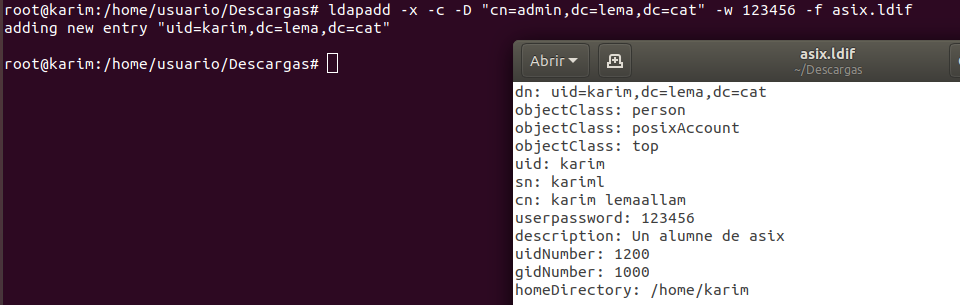 root@karim:/home/usuario/Descargas# ldapadd -x -c -D "cn=admin,dc=lema,dc=cat" -w 123456 -f asix.ldif
adding new entry "uid=karim,dc=lema,dc=cat"
root@karim:/home/usuario/Descargas#
Abrir
asix.ldif
~/Descargas
dn: uid=karim,dc=lema,dc=cat
objectClass: person
objectClass: posixAccount
objectClass: top
uid: karim
sn: kariml
cn: karim lemaallam
userpassword: 123456
description: Un alumne de asix
uidNumber: 1200
gidNumber: 1000
homeDirectory: /home/karim